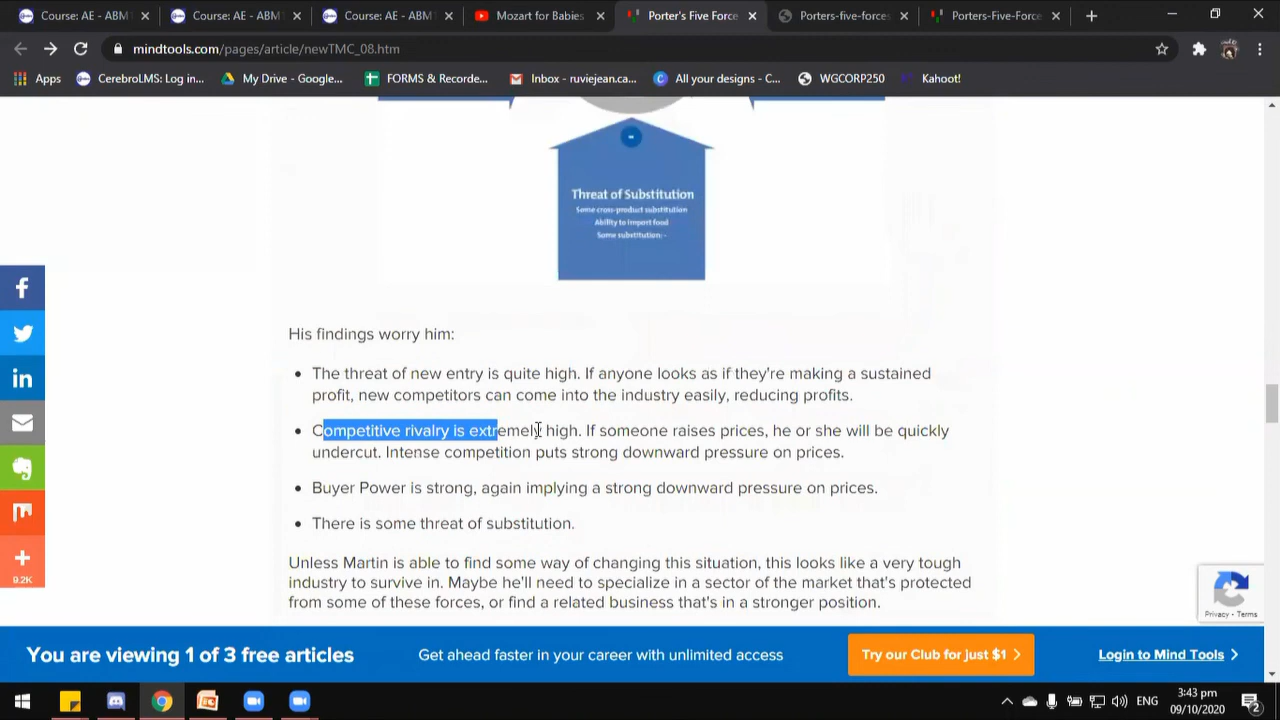 Course: AE - ABM
Course: AE - ABM
Course: AE - ABM
Mozart for Babies
Porter's Five Force
Porters-five-forces
Porters-Five-Force
mindtools.com/pages/article/newTMC_08.htm
Apps
CerebroLMS: Log in...
My Drive - Google...
FORMS & Recorde...
Inbox - ruviejean.ca...
All your designs - C...
WGCORP250
Kahoot!
Threat of Substitution
Some cross-product substitution
Ability to import food
Some substitution: -
His findings worry him:
• The threat of new entry is quite high. If anyone looks as if they're making a sustained
profit, new competitors can come into the industry easily, reducing profits.
• Competitive rivalry is extremely high. If someone raises prices, he or she will be quickly
undercut. Intense competition puts strong downward pressure on prices.
• Buyer Power is strong, again implying a strong downward pressure on prices.
• There is some threat of substitution.
Unless Martin is able to find some way of changing this situation, this looks like a very tough
industry to survive in. Maybe he'll need to specialize in a sector of the market that's protected
from some of these forces, or find a related business that's in a stronger position.
9.2K
Privacy - Terms
You are viewing 1 of 3 free articles
Get ahead faster in your career with unlimited access
Try our Club for just $1
Login to Mind Tools
ENG
3:43 pm
09/10/2020
2